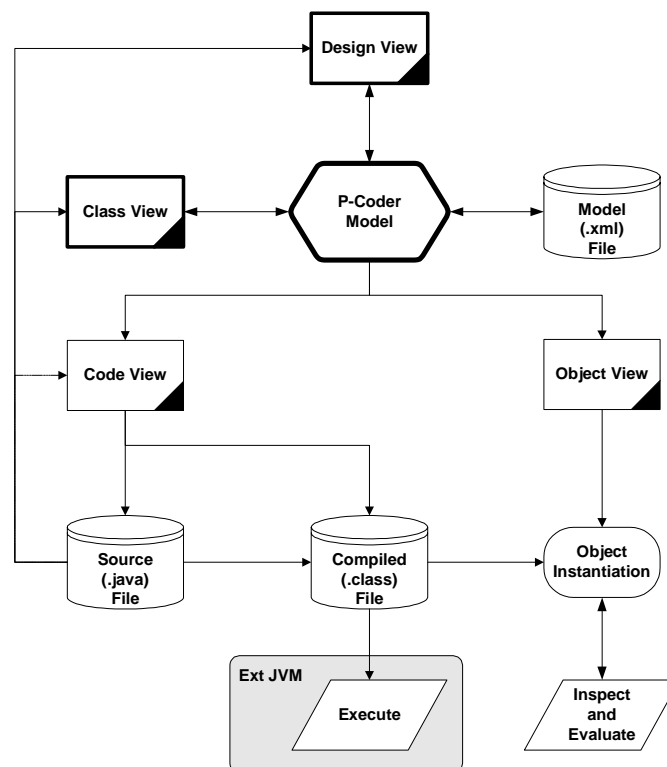 Design View
P-Coder
Model
Class View
Model
(.xml)
File
Code View
Object View
Source
(.java)
File
Compiled
(.class)
File
Object
Instantiation
Ext JVM
Execute
Inspect
and
Evaluate